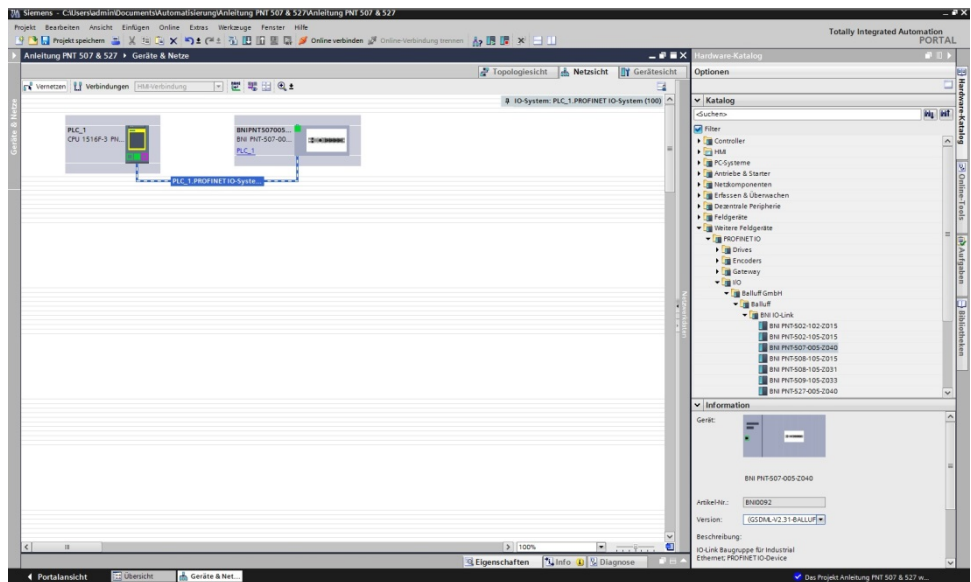 Siemens - C:\Users\admin\Documents\Automatisierung\Anleitung PNT 507 & 527\Anleitung PNT 507 & 527
Projekt Bearbeiten Ansicht Einfügen Online Extras Werkzeuge Fenster Hilfe
Totally Integrated Automation
PORTAL
Projekt speichern Online verbinden Online-Verbindung trennen
Anleitung PNT 507 & 527 Geräte & Netze
Hardware-Katalog
Topologiesicht Netzsicht Gerätesicht
Optionen
Vernetzen Verbindungen HMI-Verbindung
IO-System: PLC_1.PROFINET IO-System (100)
Katalog
<Suchen>
Filter
PLC_1
CPU 1516F-3 PN...
BNIPNT507005...
BNI PNT-507-00...
PLC_1
PLC_1.PROFINET IO-Syste...
Controller
HMI
PC-Systeme
Antriebe & Starter
Netzkomponenten
Erfassen & Überwachen
Dezentrale Peripherie
Feldgeräte
Weitere Feldgeräte
PROFINET IO
Drives
Encoders
Gateway
I/O
Balluff GmbH
Balluff
BNI IO-Link
BNI PNT-502-102-Z015
BNI PNT-502-105-Z015
BNI PNT-507-005-Z040
BNI PNT-508-105-Z015
BNI PNT-508-105-Z031
BNI PNT-509-105-Z033
BNI PNT-527-005-Z040
Information
Gerät:
BNI PNT-507-005-Z040
Artikel-Nr.: BNI0092
Version: (GSDML-V2.31-BALLUF
Beschreibung:
IO-Link Baugruppe für Industrial
Ethernet; PROFINET IO-Device
Geräte & Netze
Hardware-Katalog
Online-Tools
Aufgaben
Bibliotheken
100%
Eigenschaften Info Diagnose
Portalansicht Übersicht Geräte & Net...
Das Projekt Anleitung PNT 507 & 527 w...